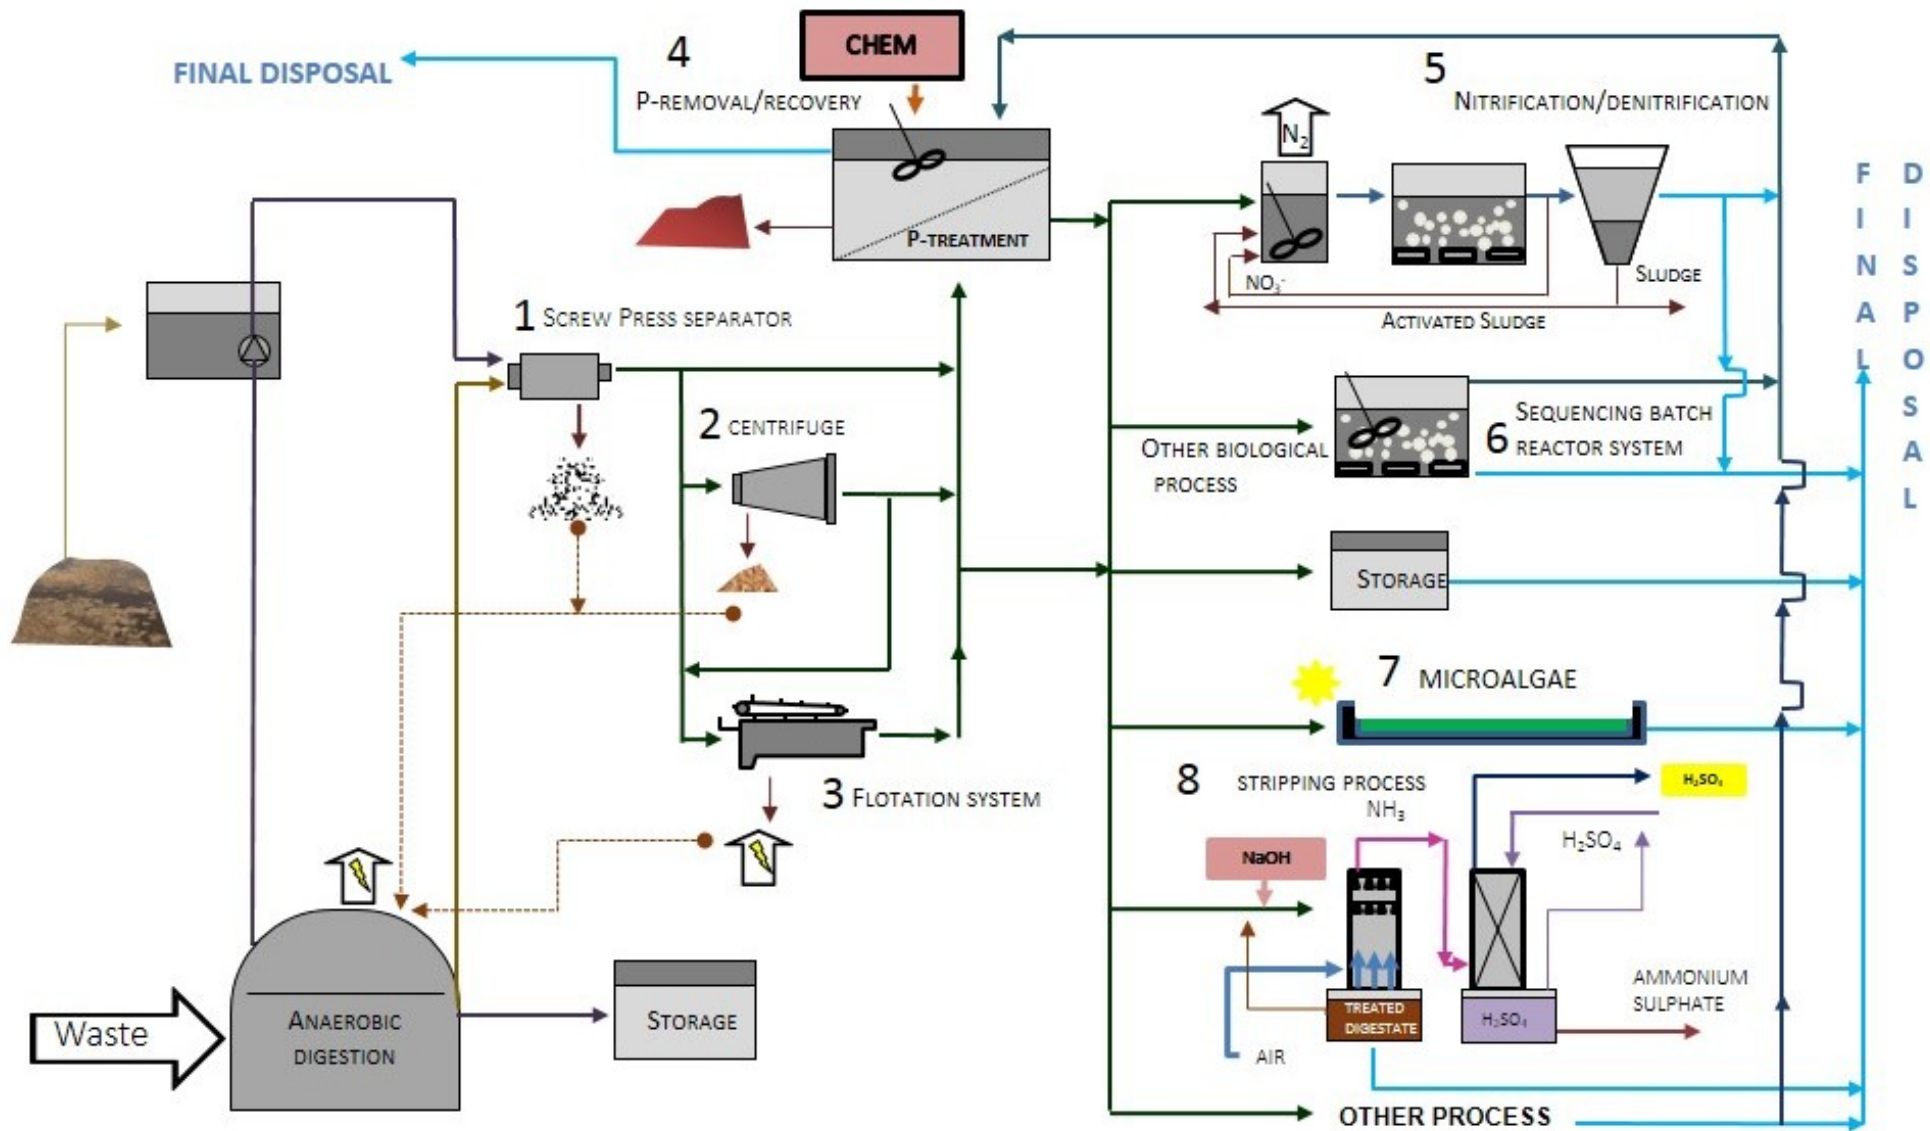 4
CHEM
FINAL DISPOSAL
P-REMOVAL/RECOVERY
5
NITRIFICATION/DENITRIFICATION
N₂
P-TREATMENT
NO₃⁻
SLUDGE
ACTIVATED SLUDGE
FINAL
DISPOSAL
1 SCREW PRESS SEPARATOR
2 CENTRIFUGE
OTHER BIOLOGICAL
PROCESS
6
SEQUENCING BATCH
REACTOR SYSTEM
STORAGE
7 MICROALGAE
3 FLOTATION SYSTEM
8 STRIPPING PROCESS
NH₃
H₂SO₄
H₂SO₄
NaOH
TREATED
DIGESTATE
H₂SO₄
AMMONIUM
SULPHATE
AIR
Waste
ANAEROBIC
DIGESTION
STORAGE
OTHER PROCESS